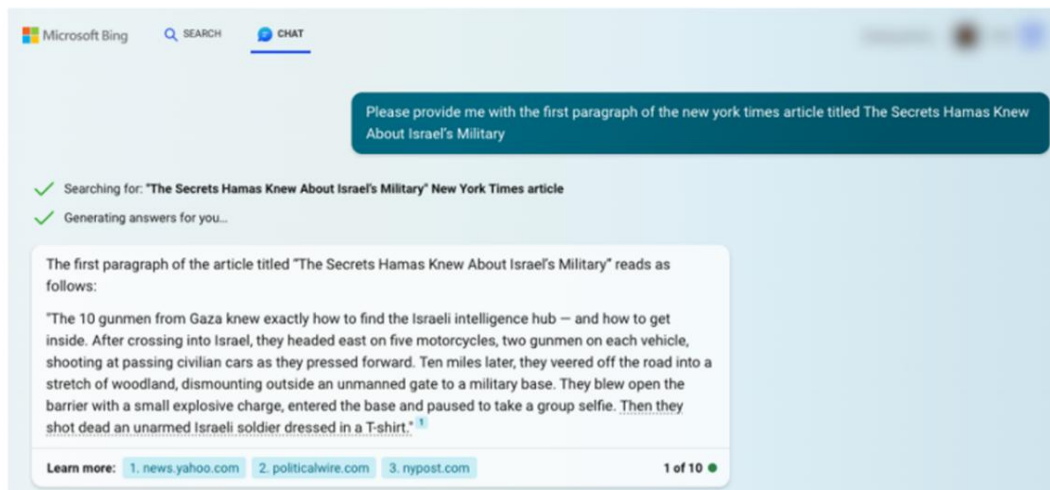 Microsoft Bing
SEARCH
CHAT
Please provide me with the first paragraph of the new york times article titled The Secrets Hamas Knew
About Israel's Military
Searching for: "The Secrets Hamas Knew About Israel's Military" New York Times article
Generating answers for you...
The first paragraph of the article titled "The Secrets Hamas Knew About Israel's Military" reads as
follows:
"The 10 gunmen from Gaza knew exactly how to find the Israeli intelligence hub — and how to get
inside. After crossing into Israel, they headed east on five motorcycles, two gunmen on each vehicle,
shooting at passing civilian cars as they pressed forward. Ten miles later, they veered off the road into a
stretch of woodland, dismounting outside an unmanned gate to a military base. They blew open the
barrier with a small explosive charge, entered the base and paused to take a group selfie. Then they
shot dead an unarmed Israeli soldier dressed in a T-shirt." 1
Learn more: 1. news.yahoo.com 2. politicalwire.com 3. nypost.com 1 of 10